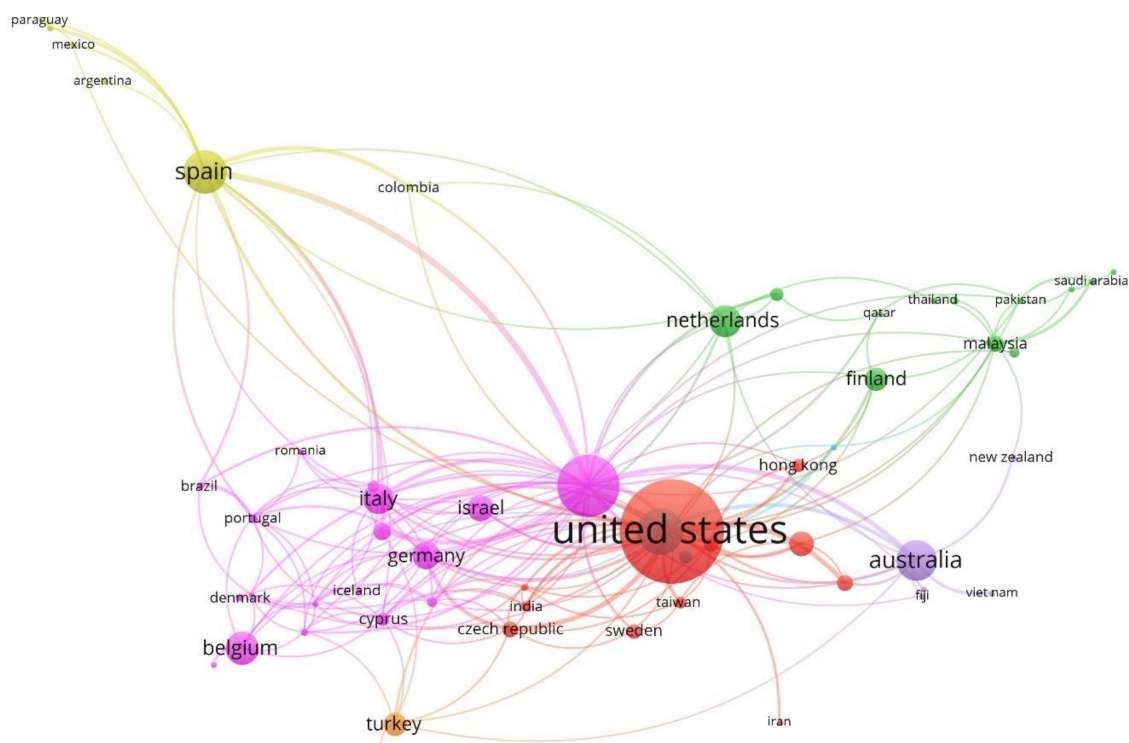 paraguay
mexico
argentina
spain
colombia
saudi arabia
thailand
pakistan
qatar
netherlands
malaysia
finland
romania
hong kong
new zealand
brazil
italy
israel
portugal
united states
germany
australia
iceland
denmark
india
taiwan
fiji
viet nam
cyprus
czech republic
sweden
belgium
turkey
iran